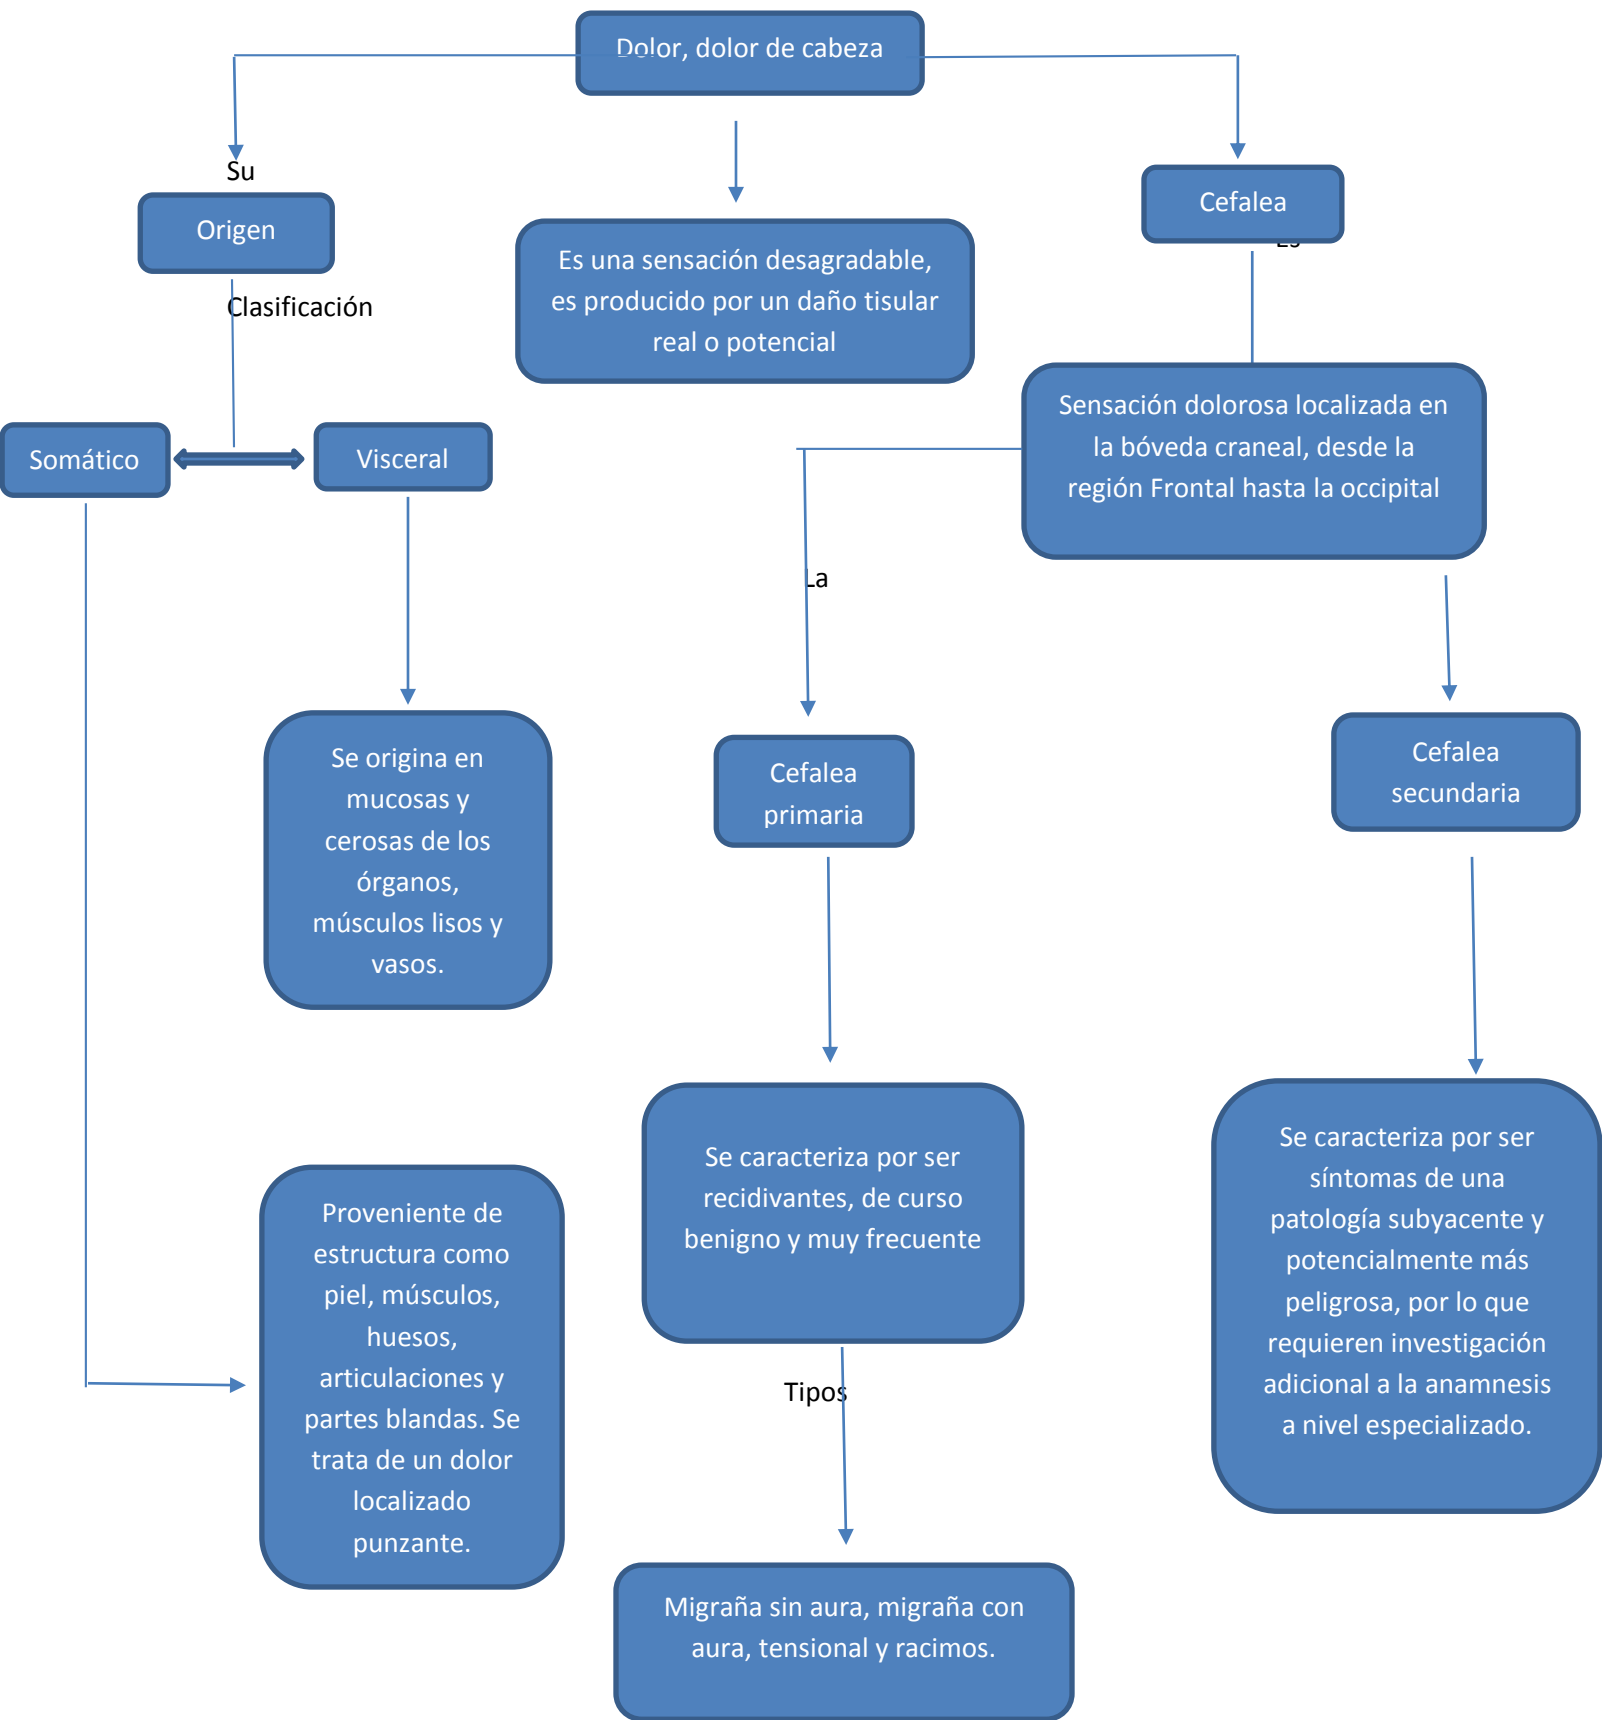 Dolor, dolor de cabeza
Su
Origen
Clasificación
Somático
Visceral
Es una sensación desagradable,
es producido por un daño tisular
real o potencial
Cefalea
Es
Sensación dolorosa localizada en
la bóveda craneal, desde la
región Frontal hasta la occipital
La
Se origina en
mucosas y
cerosas de los
órganos,
músculos lisos y
vasos.
Cefalea
primaria
Cefalea
secundaria
Proveniente de
estructura como
piel, músculos,
huesos,
articulaciones y
partes blandas. Se
trata de un dolor
localizado
punzante.
Se caracteriza por ser
recidivantes, de curso
benigno y muy frecuente
Tipos
Migraña sin aura, migraña con
aura, tensional y racimos.
Se caracteriza por ser
síntomas de una
patología subyacente y
potencialmente más
peligrosa, por lo que
requieren investigación
adicional a la anamnesis
a nivel especializado.